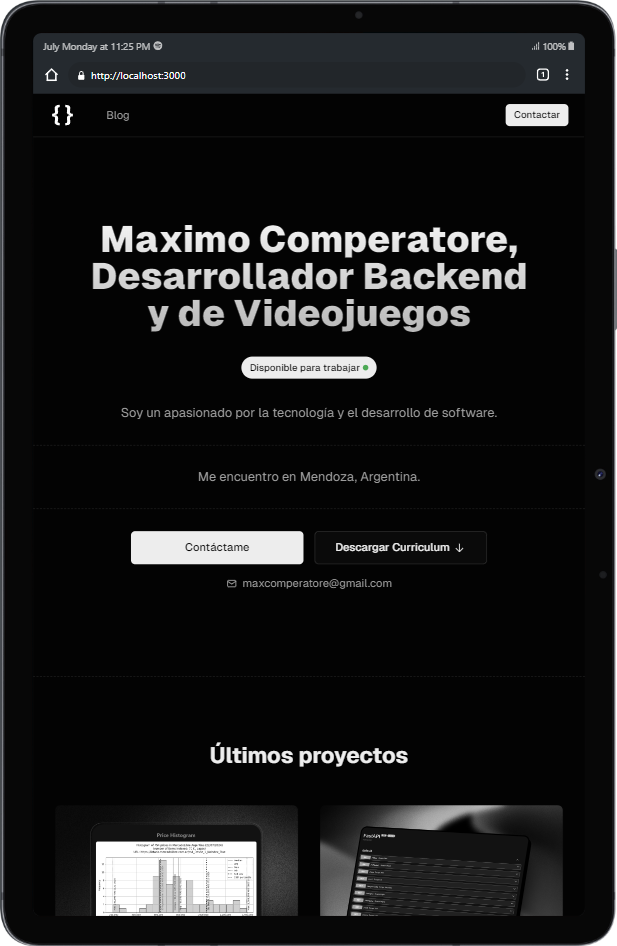 July Monday at 11:25 PM
100%
http://localhost:3000
1
{ }
Blog
Contactar
Maximo Comperatore,
Desarrollador Backend
y de Videojuegos
Disponible para trabajar
Soy un apasionado por la tecnología y el desarrollo de software.
Me encuentro en Mendoza, Argentina.
Contáctame
Descargar Curriculum ↓
maxcomperatore@gmail.com
Últimos proyectos
Price Histogram
FastAPI